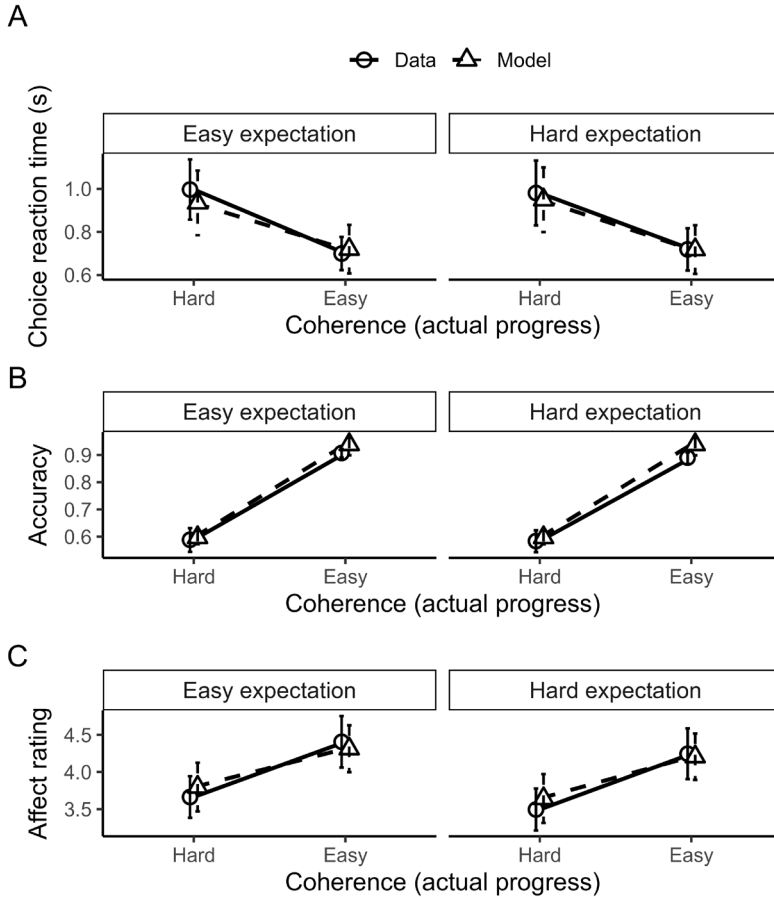 A
Data Model
Easy expectation Hard expectation
Choice reaction time (s)
1.0
0.8
0.6
Hard Easy Hard Easy
Coherence (actual progress)
B
Easy expectation Hard expectation
Accuracy
0.9
0.8
0.7
0.6
Hard Easy Hard Easy
Coherence (actual progress)
C
Easy expectation Hard expectation
Affect rating
4.5
4.0
3.5
Hard Easy Hard Easy
Coherence (actual progress)